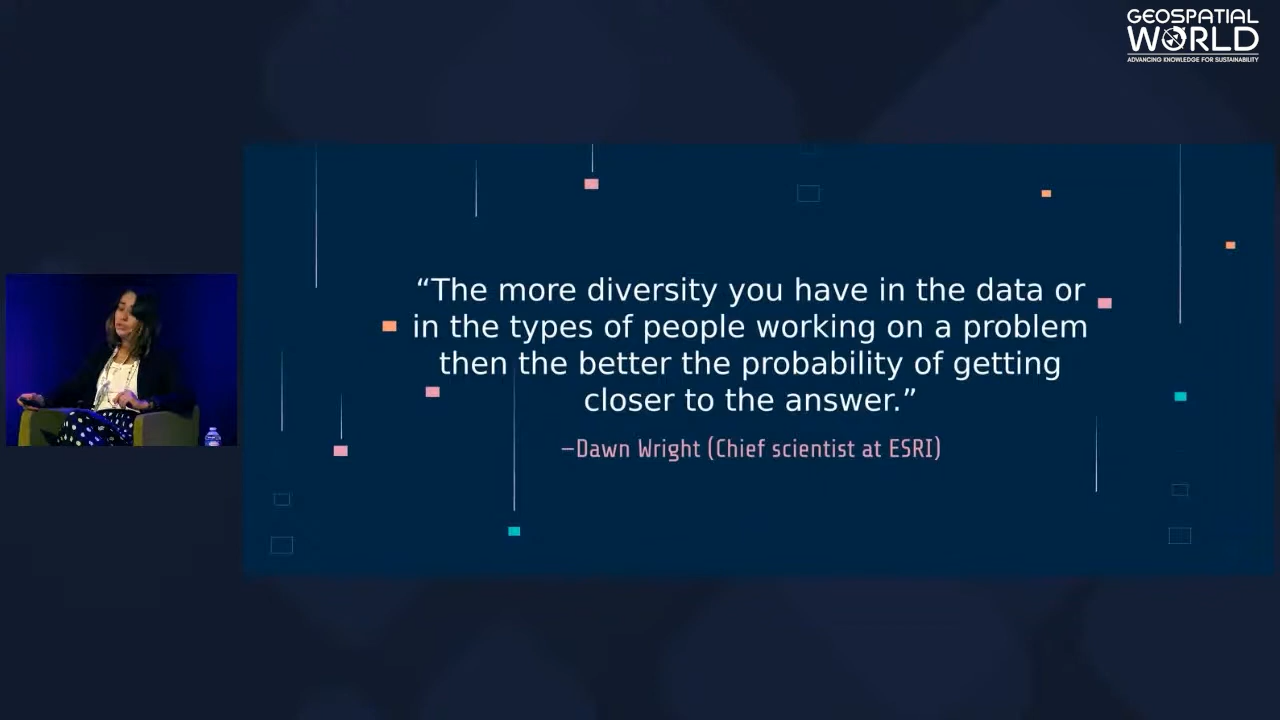 GEOSPATIAL
WORLD
ADVANCING KNOWLEDGE FOR SUSTAINABILITY
“The more diversity you have in the data or
in the types of people working on a problem
then the better the probability of getting
closer to the answer.”
—Dawn Wright (Chief scientist at ESRI)